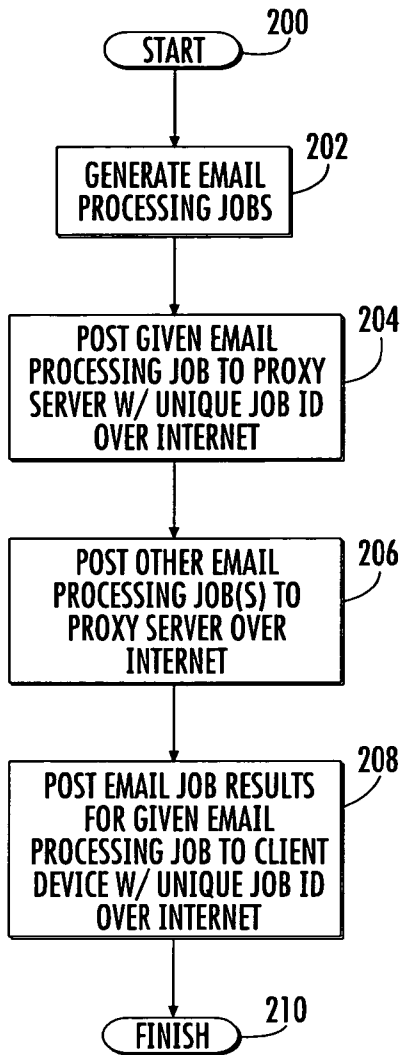 200
START
202
GENERATE EMAIL
PROCESSING JOBS
204
POST GIVEN EMAIL
PROCESSING JOB TO PROXY
SERVER W/ UNIQUE JOB ID
OVER INTERNET
206
POST OTHER EMAIL
PROCESSING JOB(S) TO
PROXY SERVER OVER
INTERNET
208
POST EMAIL JOB RESULTS
FOR GIVEN EMAIL
PROCESSING JOB TO CLIENT
DEVICE W/ UNIQUE JOB ID
OVER INTERNET
210
FINISH